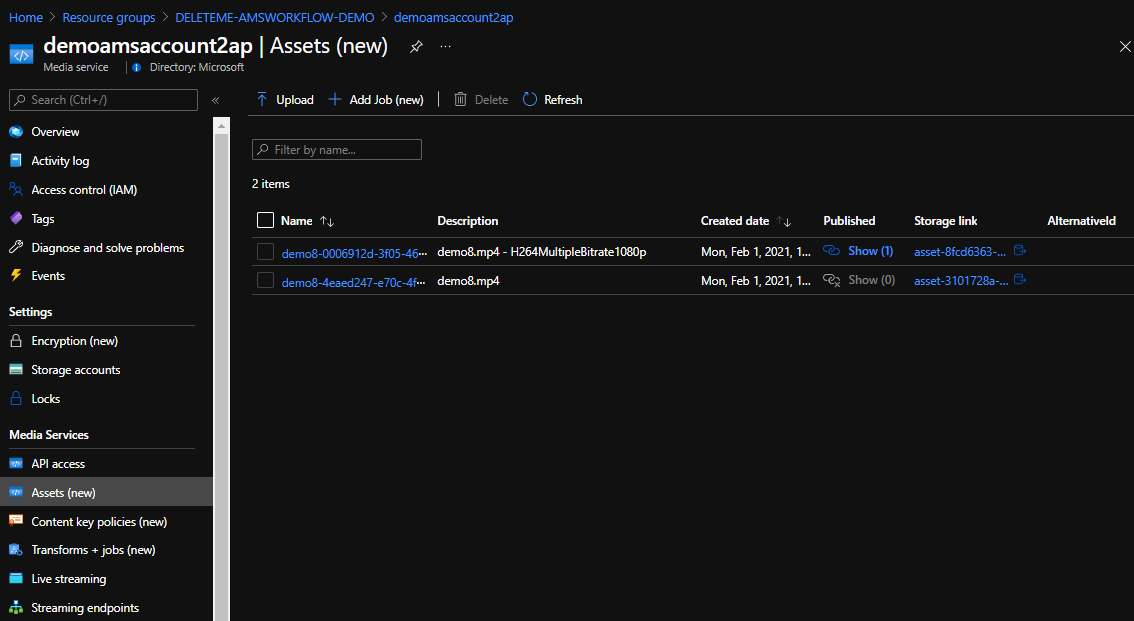 Home > Resource groups > DELETEME-AMSWORKFLOW-DEMO > demoamsaccount2ap
demoamsaccount2ap | Assets (new) ...
Media service Directory: Microsoft
Search (Ctrl+/) «
Overview
Activity log
Access control (IAM)
Tags
Diagnose and solve problems
Events
Settings
Encryption (new)
Storage accounts
Locks
Media Services
API access
Assets (new)
Content key policies (new)
Transforms + jobs (new)
Live streaming
Streaming endpoints
Upload Add Job (new) Delete Refresh
Filter by name...
2 items
Name Description Created date Published Storage link AlternativeId
demo8-0006912d-3f05-46... demo8.mp4 - H264MultipleBitrate1080p Mon, Feb 1, 2021, 1... Show (1) asset-8fcd6363-...
demo8-4eaed247-e70c-4f... demo8.mp4 Mon, Feb 1, 2021, 1... Show (0) asset-3101728a-...